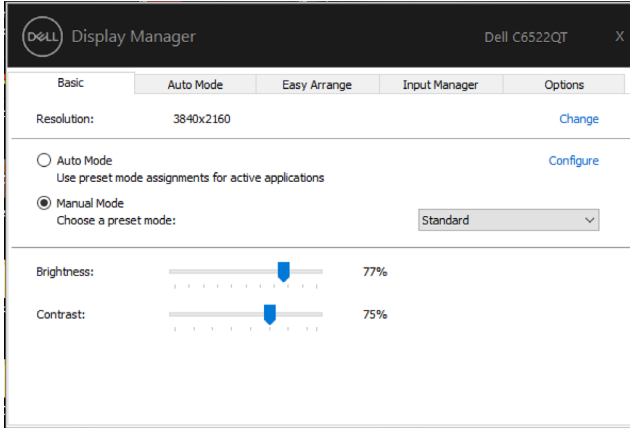 DELL Display Manager Dell C6522QT X
Basic Auto Mode Easy Arrange Input Manager Options
Resolution: 3840x2160 Change
Auto Mode Configure
Use preset mode assignments for active applications
Manual Mode
Choose a preset mode: Standard
Brightness: 77%
Contrast: 75%